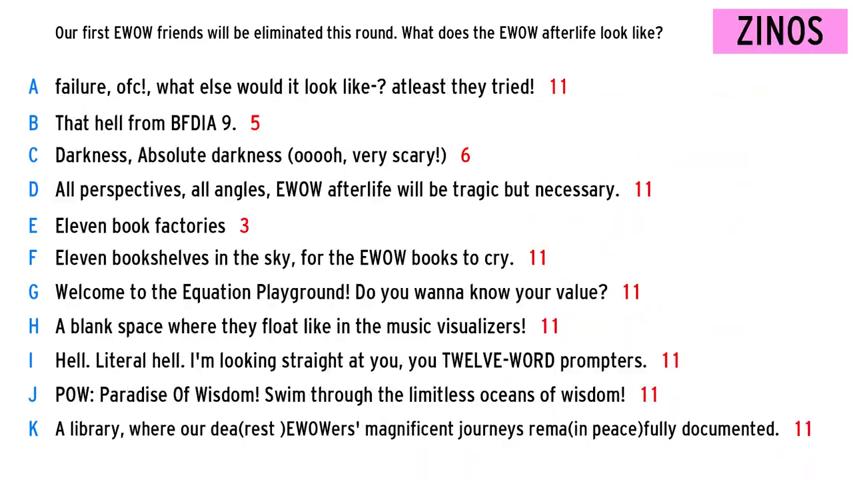 Our first EWOW friends will be eliminated this round. What does the EWOW afterlife look like?
ZINOS
A failure, ofc!, what else would it look like-? atleast they tried! 11
B That hell from BFDIA 9. 5
C Darkness, Absolute darkness (ooooh, very scary!) 6
D All perspectives, all angles, EWOW afterlife will be tragic but necessary. 11
E Eleven book factories 3
F Eleven bookshelves in the sky, for the EWOW books to cry. 11
G Welcome to the Equation Playground! Do you wanna know your value? 11
H A blank space where they float like in the music visualizers! 11
I Hell. Literal hell. I'm looking straight at you, you TWELVE-WORD prompters. 11
J POW: Paradise Of Wisdom! Swim through the limitless oceans of wisdom! 11
K A library, where our dea(rest )EWOWers' magnificent journeys rema(in peace)fully documented. 11